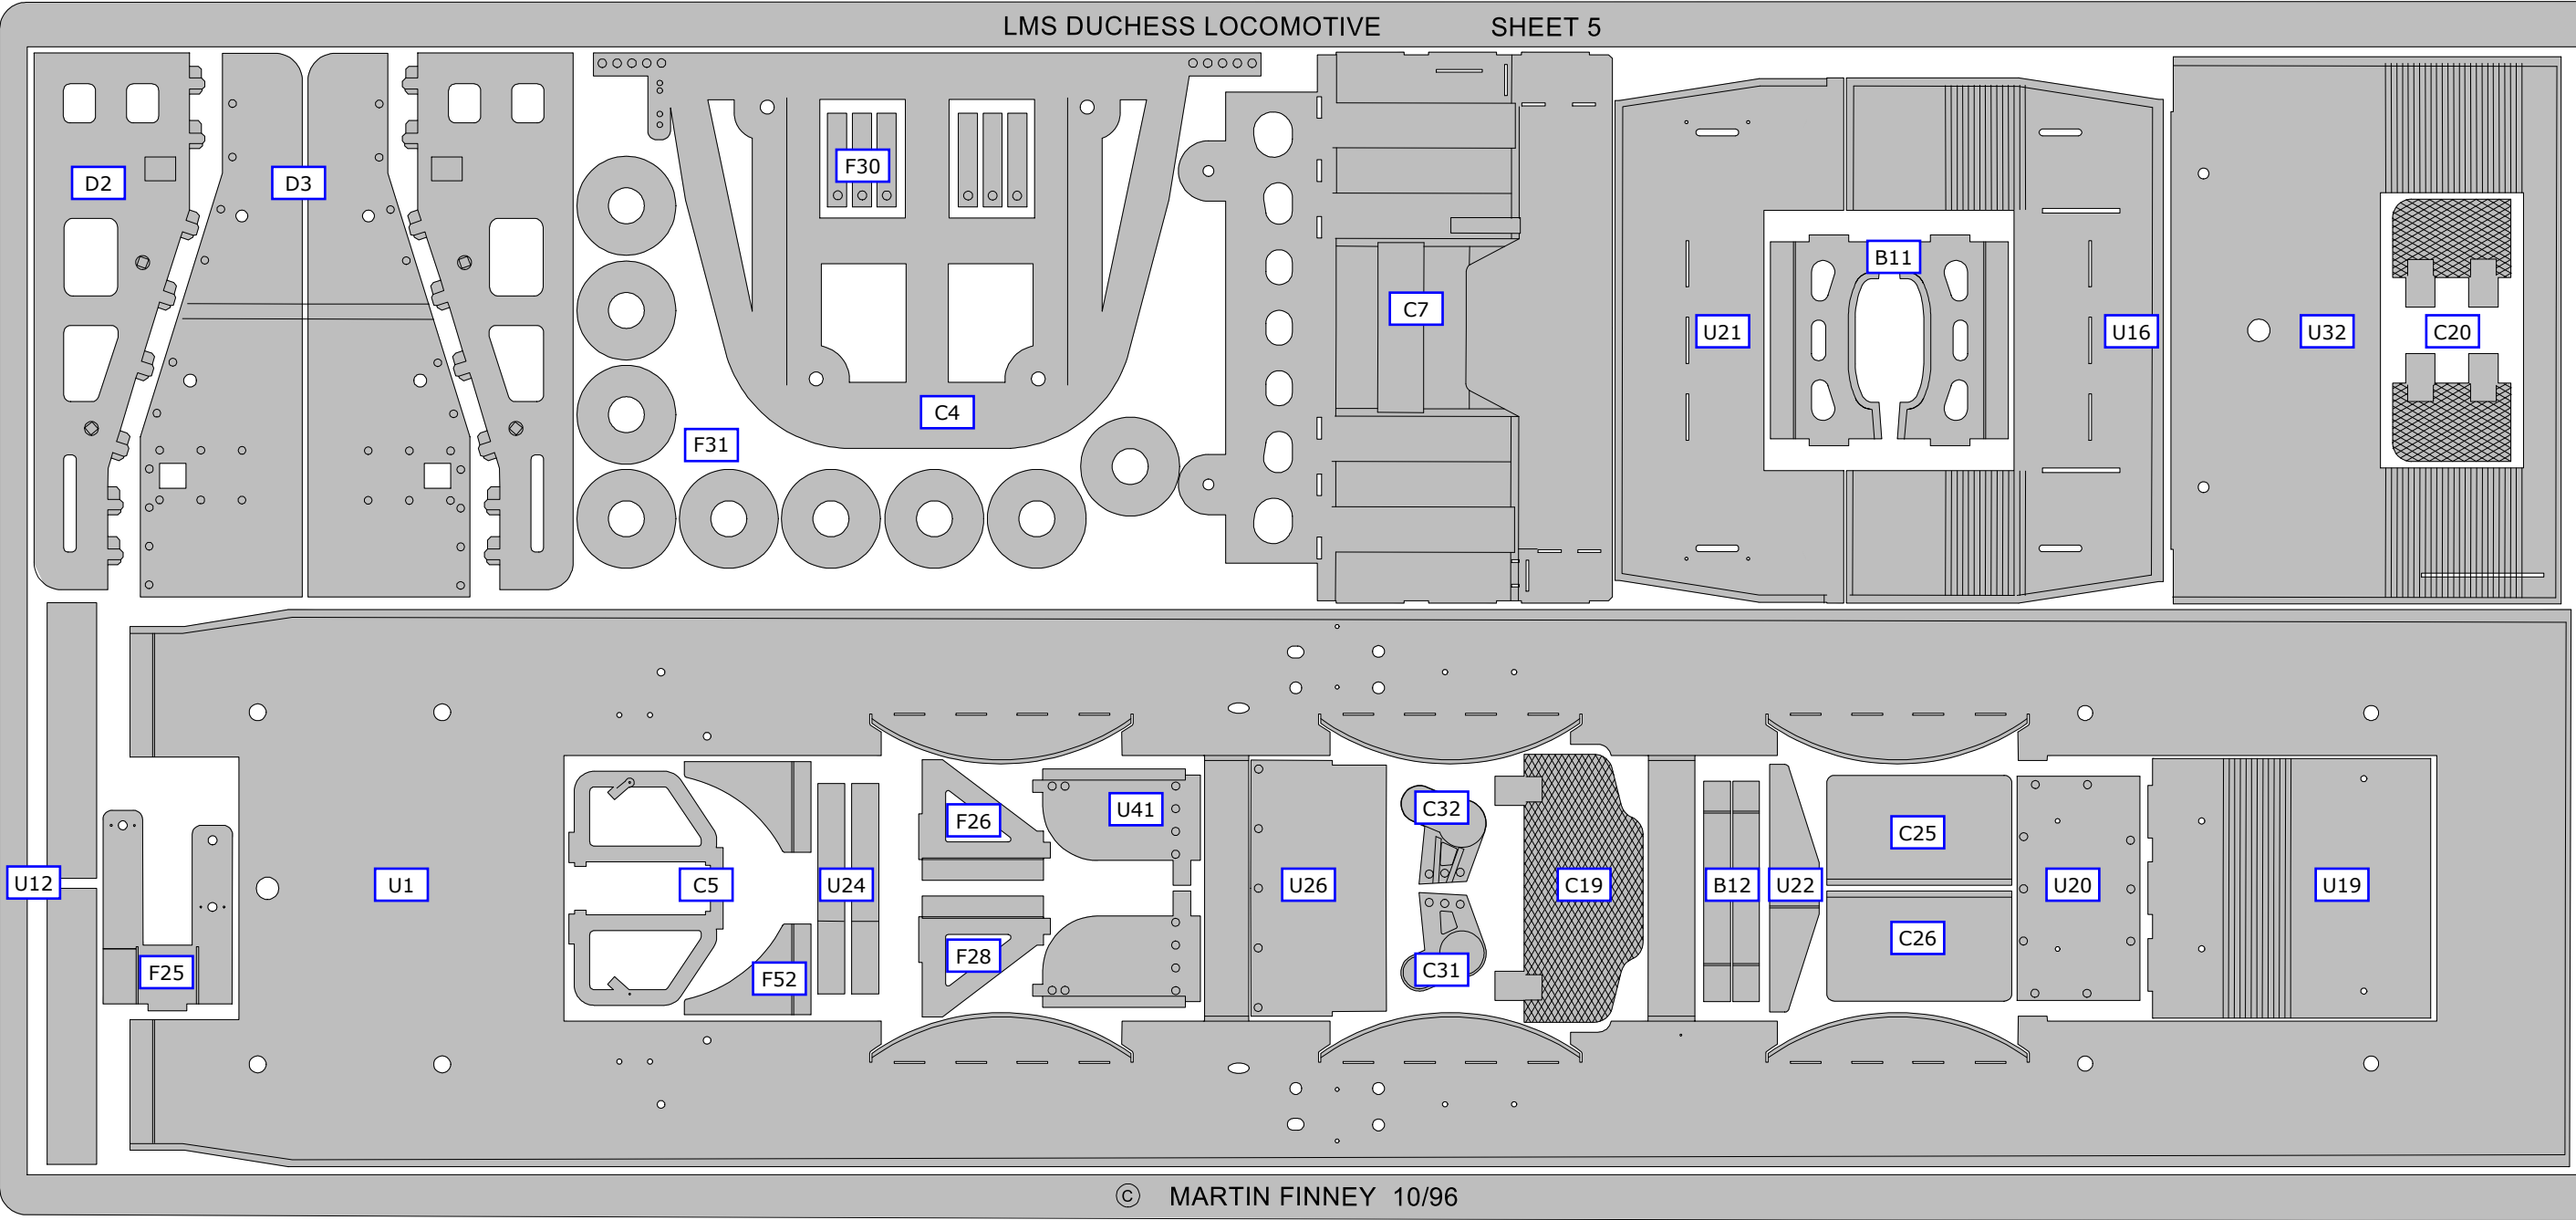 LMS DUCHESS LOCOMOTIVE SHEET 5
D2
D3
F30
C4
F31
C7
U21
B11
U16
U32
C20
U12
F25
U1
C5
F52
U24
F26
F28
U41
U26
C32
C31
C19
B12
U22
C25
C26
U20
U19
© MARTIN FINNEY 10/96